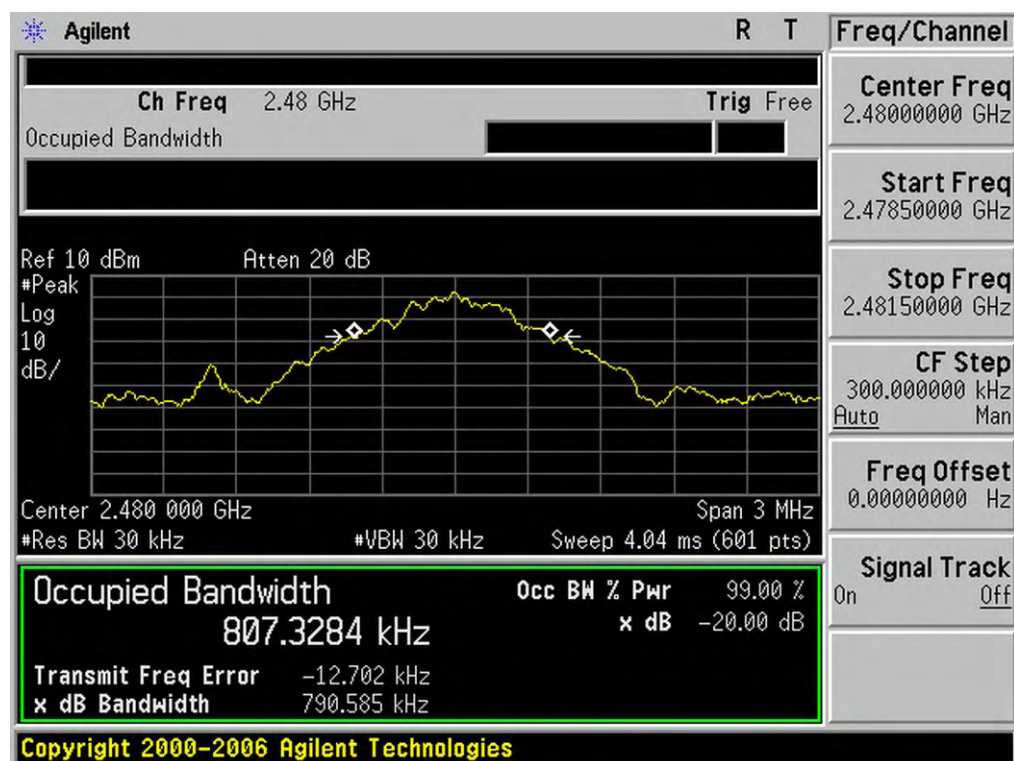 Agilent R T Freq/Channel
Ch Freq 2.48 GHz Trig Free
Occupied Bandwidth
Center Freq
2.48000000 GHz
Start Freq
2.47850000 GHz
Stop Freq
2.48150000 GHz
CF Step
300.000000 kHz
Auto Man
Freq Offset
0.00000000 Hz
Signal Track
On Off
Ref 10 dBm Atten 20 dB
#Peak
Log
10
dB/
Center 2.480 000 GHz Span 3 MHz
#Res BW 30 kHz #VBW 30 kHz Sweep 4.04 ms (601 pts)
Occupied Bandwidth Occ BW % Pwr 99.00 %
807.3284 kHz x dB -20.00 dB
Transmit Freq Error -12.702 kHz
x dB Bandwidth 790.585 kHz
Copyright 2000-2006 Agilent Technologies